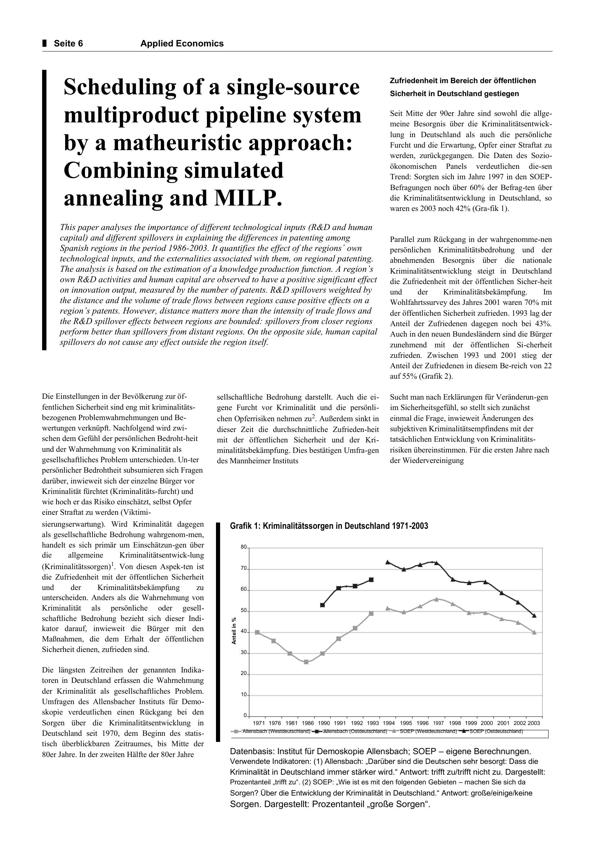 Seite 6 Applied Economics
Scheduling of a single-source
multiproduct pipeline system
by a matheuristic approach:
Combining simulated
annealing and MILP.
This paper analyses the importance of different technological inputs (R&D and human
capital) and different spillovers in explaining the differences in patenting among
Spanish regions in the period 1986-2003. It quantifies the effect of the regions' own
technological inputs, and the externalities associated with them, on regional patenting.
The analysis is based on the estimation of a knowledge production function. A region's
own R&D activities and human capital are observed to have a positive significant effect
on innovation output, measured by the number of patents. R&D spillovers weighted by
the distance and the volume of trade flows between regions cause positive effects on a
region's patents. However, distance matters more than the intensity of trade flows and
the R&D spillover effects between regions are bounded: spillovers from closer regions
perform better than spillovers from distant regions. On the opposite side, human capital
spillovers do not cause any effect outside the region itself.
Zufriedenheit im Bereich der öffentlichen
Sicherheit in Deutschland gestiegen
Seit Mitte der 90er Jahre sind sowohl die allge-
meine Besorgnis über die Kriminalitätsentwick-
lung in Deutschland als auch die persönliche
Furcht und die Erwartung, Opfer einer Straftat zu
werden, zurückgegangen. Die Daten des Sozio-
ökonomischen Panels verdeutlichen die-sen
Trend: Sorgten sich im Jahre 1997 in den SOEP-
Befragungen noch über 60% der Befrag-ten über
die Kriminalitätsentwicklung in Deutschland, so
waren es 2003 noch 42% (Gra-fik 1).
Parallel zum Rückgang in der wahrgenomme-nen
persönlichen Kriminalitätsbedrohung und der
abnehmenden Besorgnis über die nationale
Kriminalitätsentwicklung steigt in Deutschland
die Zufriedenheit mit der öffentlichen Sicher-heit
und der Kriminalitätsbekämpfung. Im
Wohlfahrtssurvey des Jahres 2001 waren 70% mit
der öffentlichen Sicherheit zufrieden. 1993 lag der
Anteil der Zufriedenen dagegen noch bei 43%.
Auch in den neuen Bundesländern sind die Bürger
zunehmend mit der öffentlichen Si-cherheit
zufrieden. Zwischen 1993 und 2001 stieg der
Anteil der Zufriedenen in diesem Be-reich von 22
auf 55% (Grafik 2).
Die Einstellungen in der Bevölkerung zur öf-
fentlichen Sicherheit sind eng mit kriminalitäts-
bezogenen Problemwahrnehmungen und Be-
wertungen verknüpft. Nachfolgend wird zwi-
schen dem Gefühl der persönlichen Bedroht-heit
und der Wahrnehmung von Kriminalität als
gesellschaftliches Problem unterschieden. Un-ter
persönlicher Bedrohtheit subsumieren sich Fragen
darüber, inwieweit sich der einzelne Bürger vor
Kriminalität fürchtet (Kriminalitäts-furcht) und
wie hoch er das Risiko einschätzt, selbst Opfer
einer Straftat zu werden (Viktimi-
sierungserwartung). Wird Kriminalität dagegen
als gesellschaftliche Bedrohung wahrgenom-men,
handelt es sich primär um Einschätzun-gen über
die allgemeine Kriminalitätsentwick-lung
(Kriminalitätssorgen)1. Von diesen Aspek-ten ist
die Zufriedenheit mit der öffentlichen Sicherheit
und der Kriminalitätsbekämpfung zu
unterscheiden. Anders als die Wahrnehmung von
Kriminalität als persönliche oder gesell-
schaftliche Bedrohung bezieht sich dieser Indi-
kator darauf, inwieweit die Bürger mit den
Maßnahmen, die dem Erhalt der öffentlichen
Sicherheit dienen, zufrieden sind.
Die längsten Zeitreihen der genannten Indika-
toren in Deutschland erfassen die Wahrnehmung
der Kriminalität als gesellschaftliches Problem.
Umfragen des Allensbacher Instituts für Demo-
skopie verdeutlichen einen Rückgang bei den
Sorgen über die Kriminalitätsentwicklung in
Deutschland seit 1970, dem Beginn des statis-
tisch überblickbaren Zeitraumes, bis Mitte der
80er Jahre. In der zweiten Hälfte der 80er Jahre
sellschaftliche Bedrohung darstellt. Auch die ei-
gene Furcht vor Kriminalität und die persönli-
chen Opferrisiken nehmen zu2. Außerdem sinkt in
dieser Zeit die durchschnittliche Zufrieden-heit
mit der öffentlichen Sicherheit und der Kri-
minalitätsbekämpfung. Dies bestätigen Umfra-gen
des Mannheimer Instituts
Sucht man nach Erklärungen für Veränderun-gen
im Sicherheitsgefühl, so stellt sich zunächst
einmal die Frage, inwieweit Änderungen des
subjektiven Kriminalitätsempfindens mit der
tatsächlichen Entwicklung von Kriminalitäts-
risiken übereinstimmen. Für die ersten Jahre nach
der Wiedervereinigung
Grafik 1: Kriminalitätssorgen in Deutschland 1971-2003
Anteil in %
80
70
60
50
40
30
20
10
0
1971 1976 1981 1986 1990 1991 1992 1993 1994 1995 1996 1997 1998 1999 2000 2001 2002 2003
Allensbach (Westdeutschland) Allensbach (Ostdeutschland) SOEP (Westdeutschland) SOEP (Ostdeutschland)
Datenbasis: Institut für Demoskopie Allensbach; SOEP – eigene Berechnungen.
Verwendete Indikatoren: (1) Allensbach: „Darüber sind die Deutschen sehr besorgt: Dass die
Kriminalität in Deutschland immer stärker wird.“ Antwort: trifft zu/trifft nicht zu. Dargestellt:
Prozentanteil „trifft zu“. (2) SOEP: „Wie ist es mit den folgenden Gebieten – machen Sie sich da
Sorgen? Über die Entwicklung der Kriminalität in Deutschland.“ Antwort: große/einige/keine
Sorgen. Dargestellt: Prozentanteil „große Sorgen“.